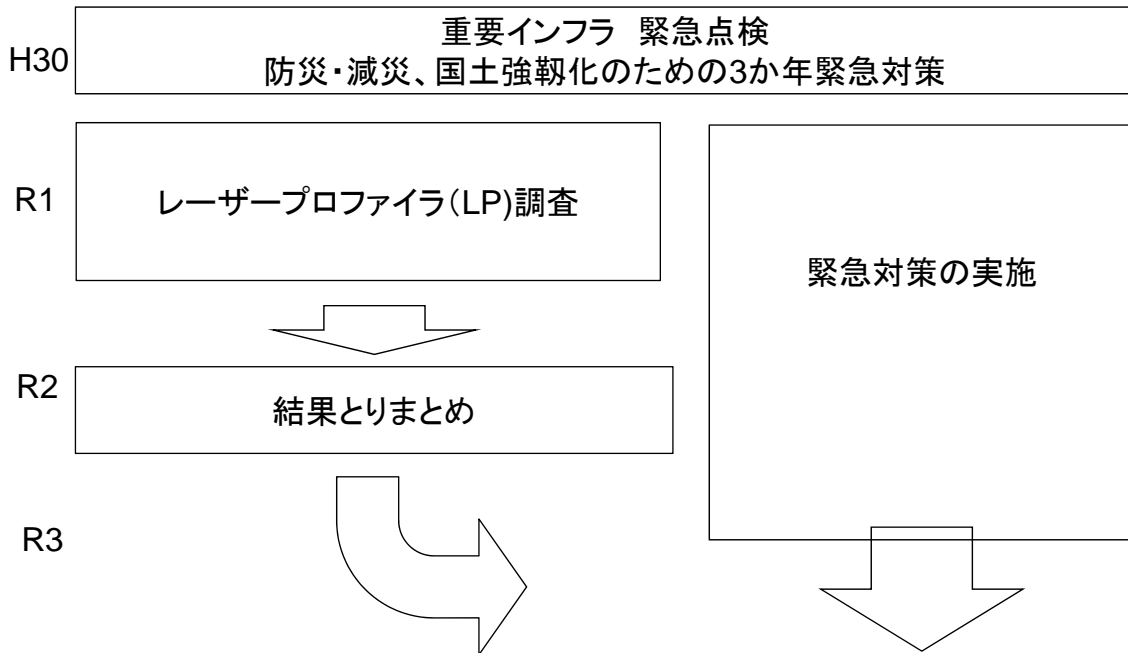 H30
重要インフラ　緊急点検
防災・減災、国土強靱化のための3か年緊急対策
R1
レーザープロファイラ（LP)調査
緊急対策の実施
R2
結果とりまとめ
R3